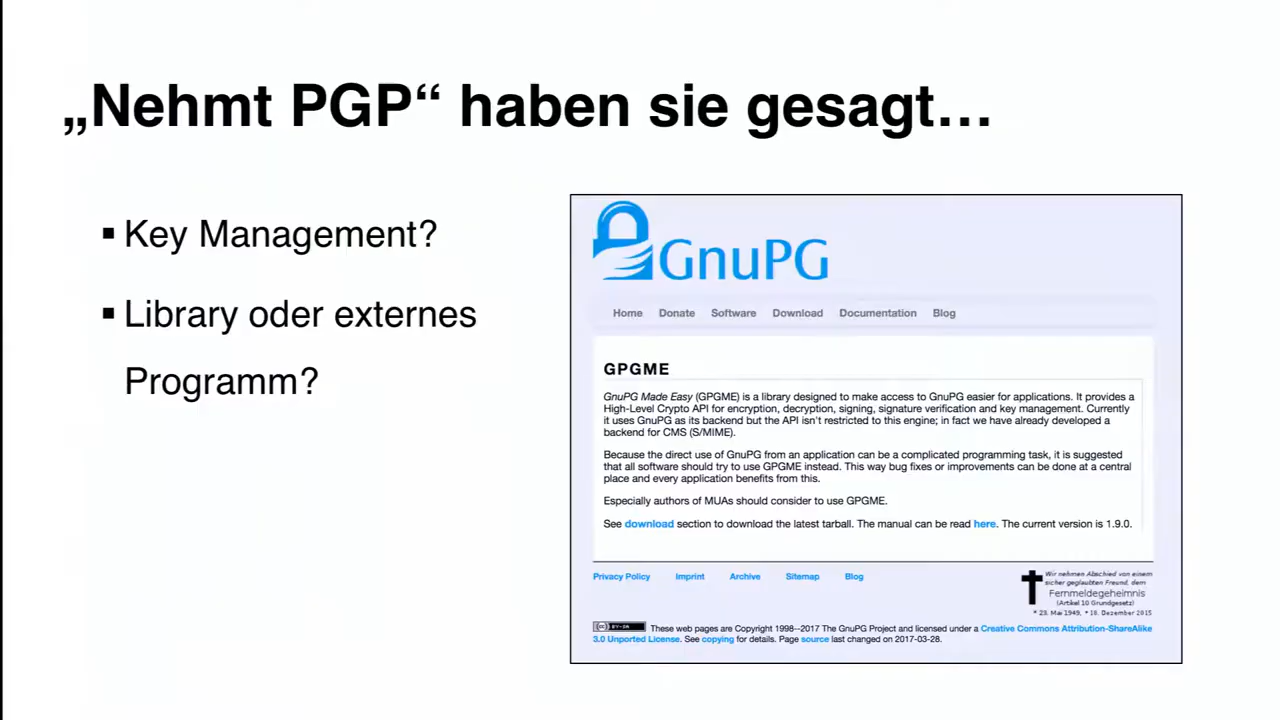 „Nehmt PGP“ haben sie gesagt…
▪ Key Management?
▪ Library oder externes
Programm?
GnuPG
Home Donate Software Download Documentation Blog
GPGME
GnuPG Made Easy (GPGME) is a library designed to make access to GnuPG easier for applications. It provides a
High-Level Crypto API for encryption, decryption, signing, signature verification and key management. Currently
it uses GnuPG as its backend but the API isn't restricted to this engine; in fact we have already developed a
backend for CMS (S/MIME).
Because the direct use of GnuPG from an application can be a complicated programming task, it is suggested
that all software should try to use GPGME instead. This way bug fixes or improvements can be done at a central
place and every application benefits from this.
Especially authors of MUAs should consider to use GPGME.
See download section to download the latest tarball. The manual can be read here. The current version is 1.9.0.
Privacy Policy Imprint Archive Sitemap Blog
Wir nehmen Abschied von einem
sicher geglaubten Freund, dem
Fernmeldegeheimnis
(Artikel 10 Grundgesetz)
* 23. Mai 1949, + 18. Dezember 2015
(cc) BY-SA These web pages are Copyright 1998--2017 The GnuPG Project and licensed under a Creative Commons Attribution-ShareAlike
3.0 Unported License. See copying for details. Page source last changed on 2017-03-28.